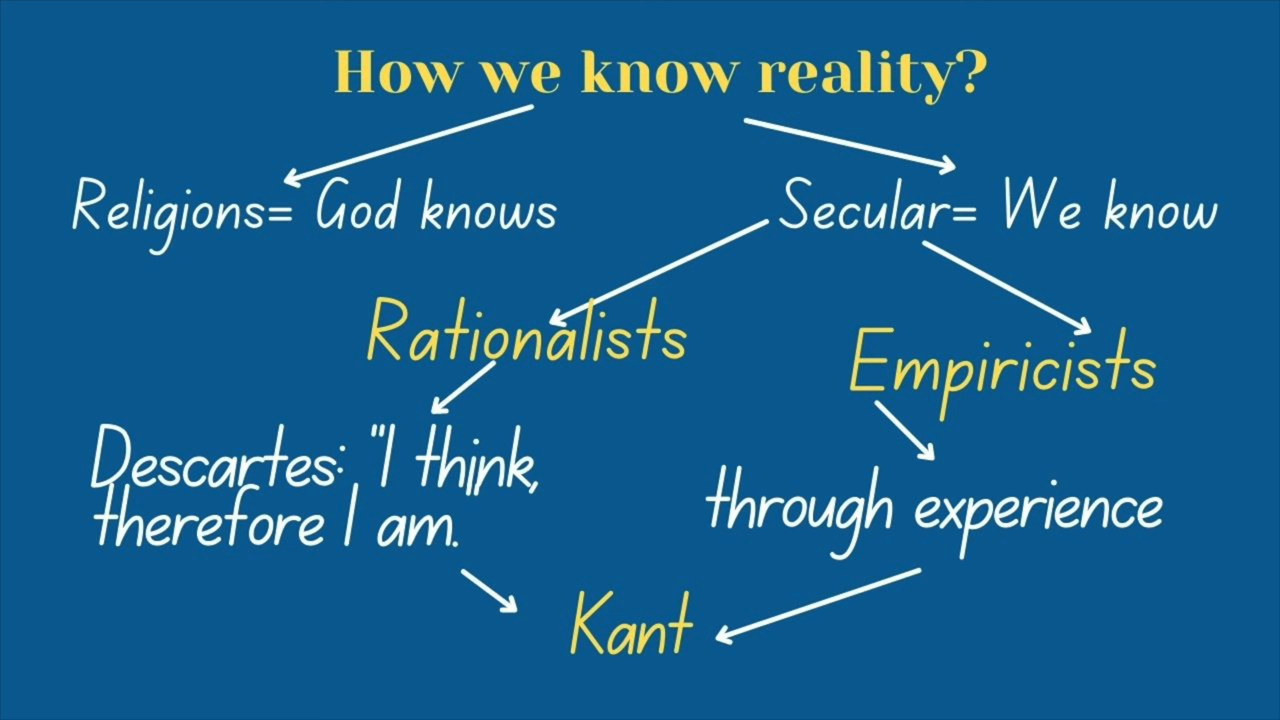 How we know reality?
Religions= God knows
Secular= We know
Rationalists
Empiricists
Descartes: "I think,
therefore I am.
through experience
Kant